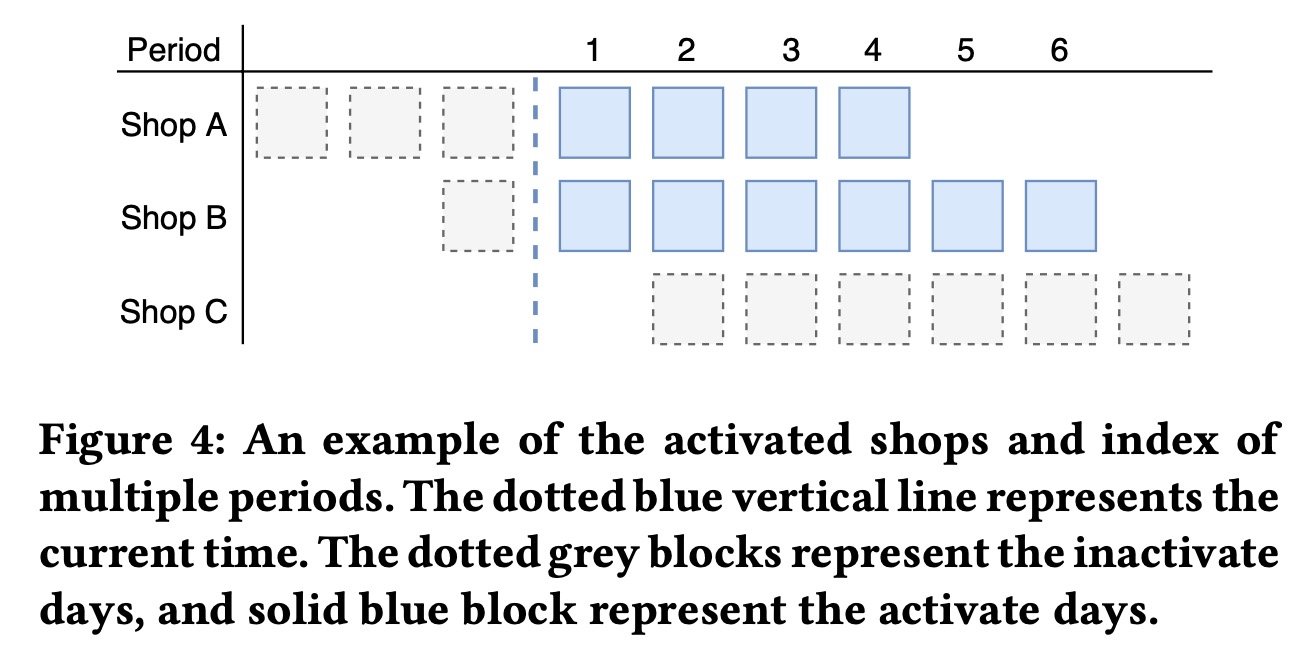 Period 1 2 3 4 5 6
Shop A
Shop B
Shop C
Figure 4: An example of the activated shops and index of
multiple periods. The dotted blue vertical line represents the
current time. The dotted grey blocks represent the inactivate
days, and solid blue block represent the activate days.